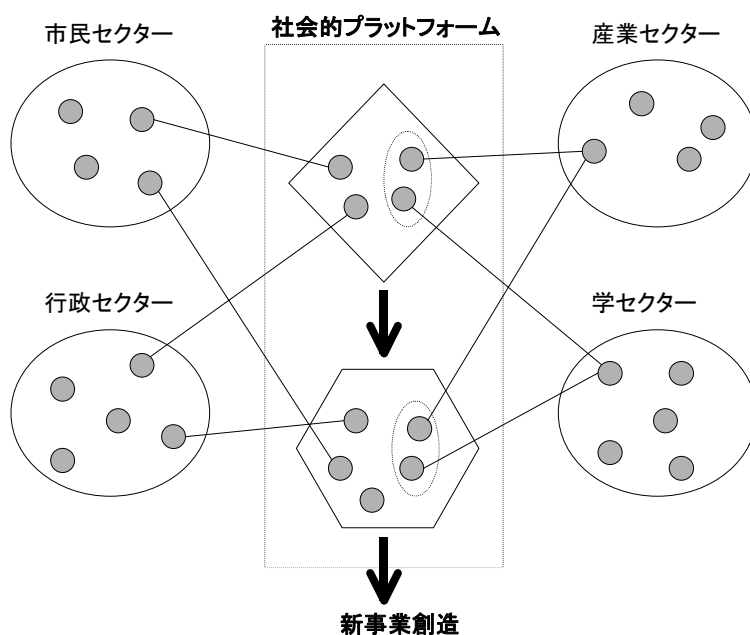 市民セクター
社会的プラットフォーム
産業セクター
行政セクター
学セクター
新事業創造